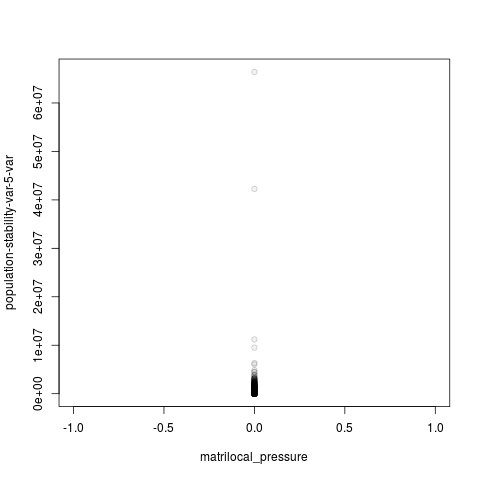 population-stability-var-5-var
6e+07
5e+07
4e+07
3e+07
2e+07
1e+07
0e+00
-1.0
-0.5
0.0
0.5
1.0
matrilocal_pressure